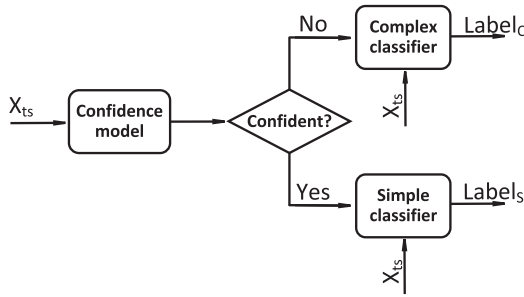 No
Complex
classifier
Label_C
X_ts
X_ts
Confidence
model
Confident?
Yes
Simple
classifier
Label_S
X_ts